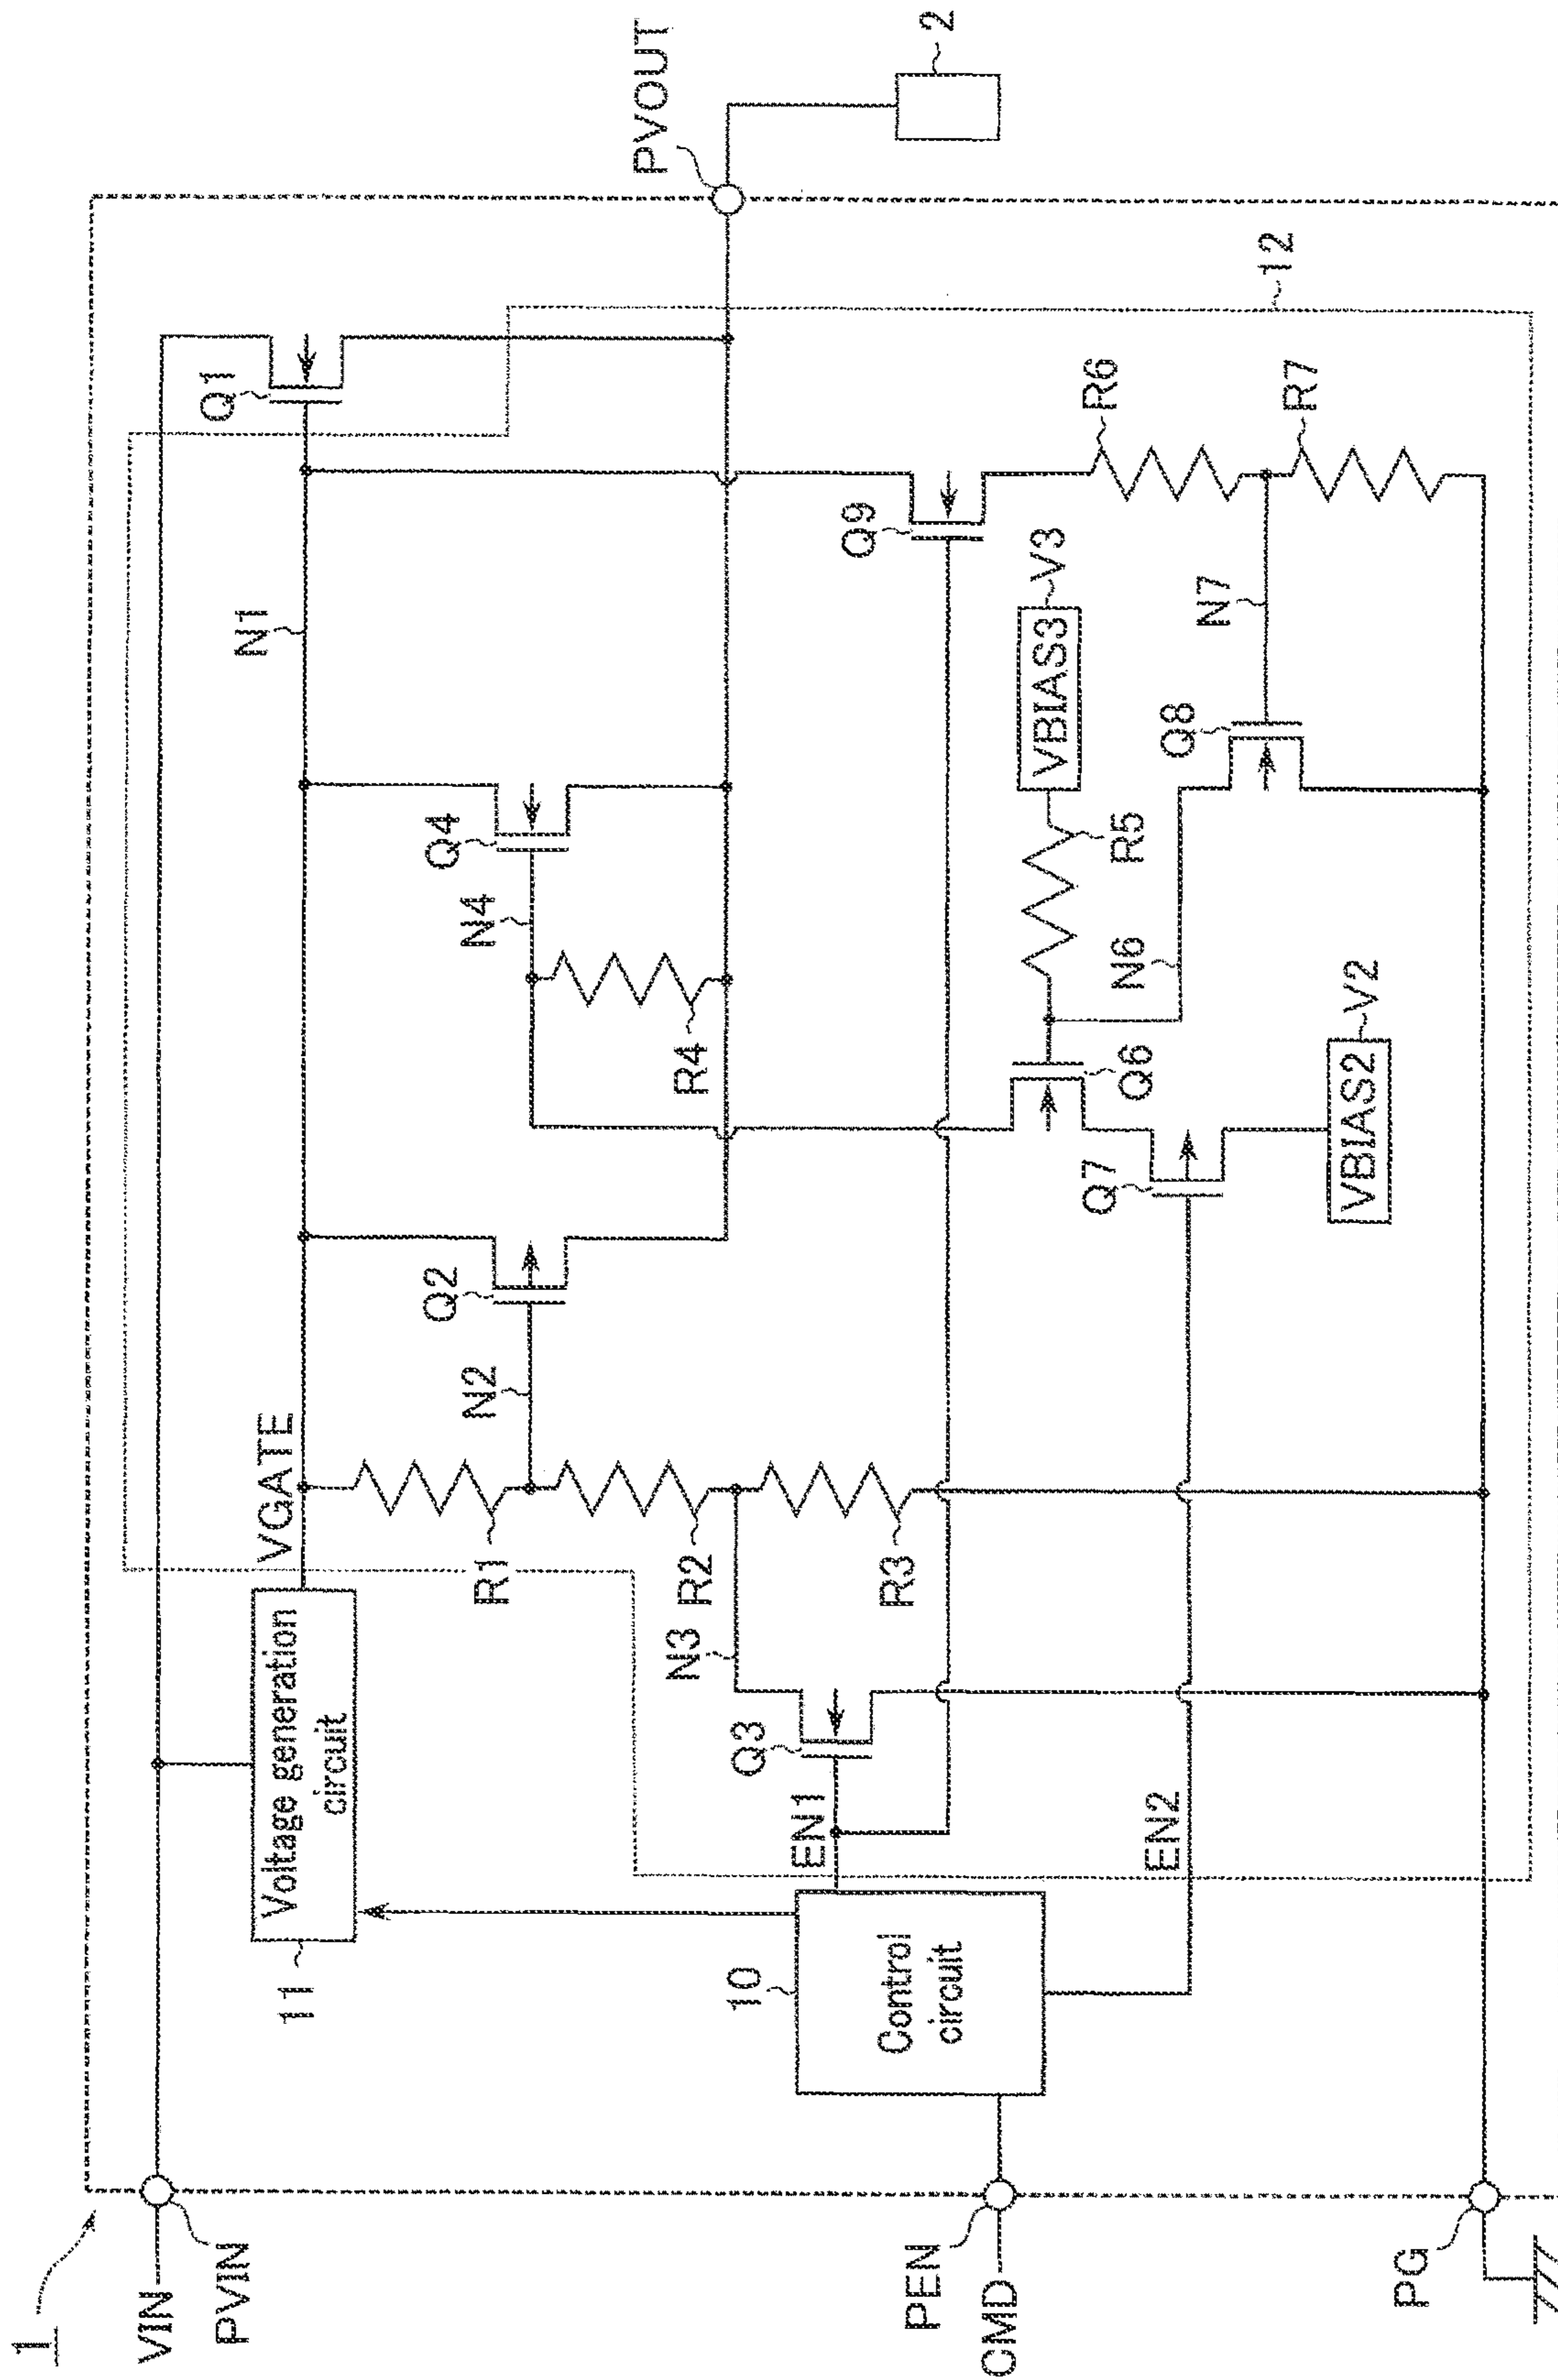 1
VIN
PVIN
11
Voltage generation
circuit
VGATE
N1
Q1
PVOUT
2
R1
N2
Q2
N4
Q4
R4
R2
N3
Q3
R3
EN1
10
Control
circuit
EN2
Q9
12
VBIAS3
V3
R5
Q6
N6
Q7
VBIAS2
V2
Q8
N7
R6
R7
PEN
CMD
PG